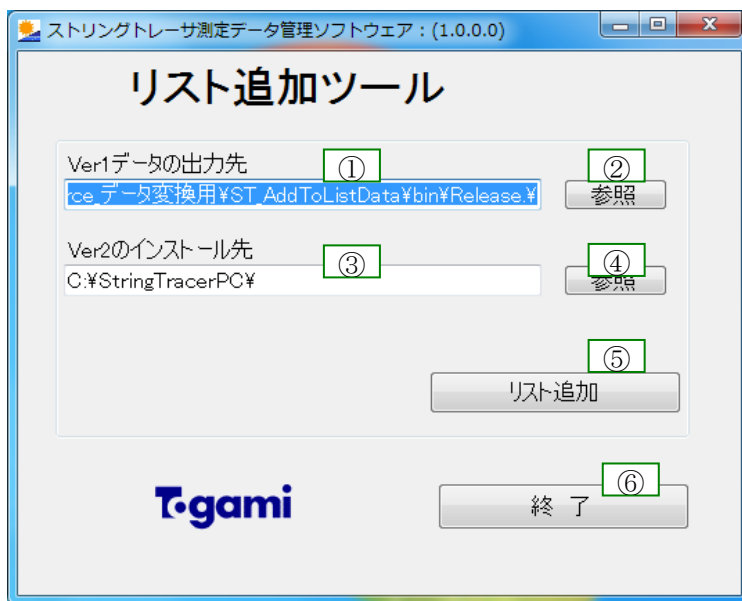 ストリングトレーサ測定データ管理ソフトウェア：(1.0.0.0)
リスト追加ツール
Ver1データの出力先
①
②
rce_データ変換用¥ST_AddToListData¥bin¥Release.¥
参照
Ver2のインストール先
③
④
C:¥StringTracerPC¥
参照
⑤
リスト追加
⑥
Togami
終 了